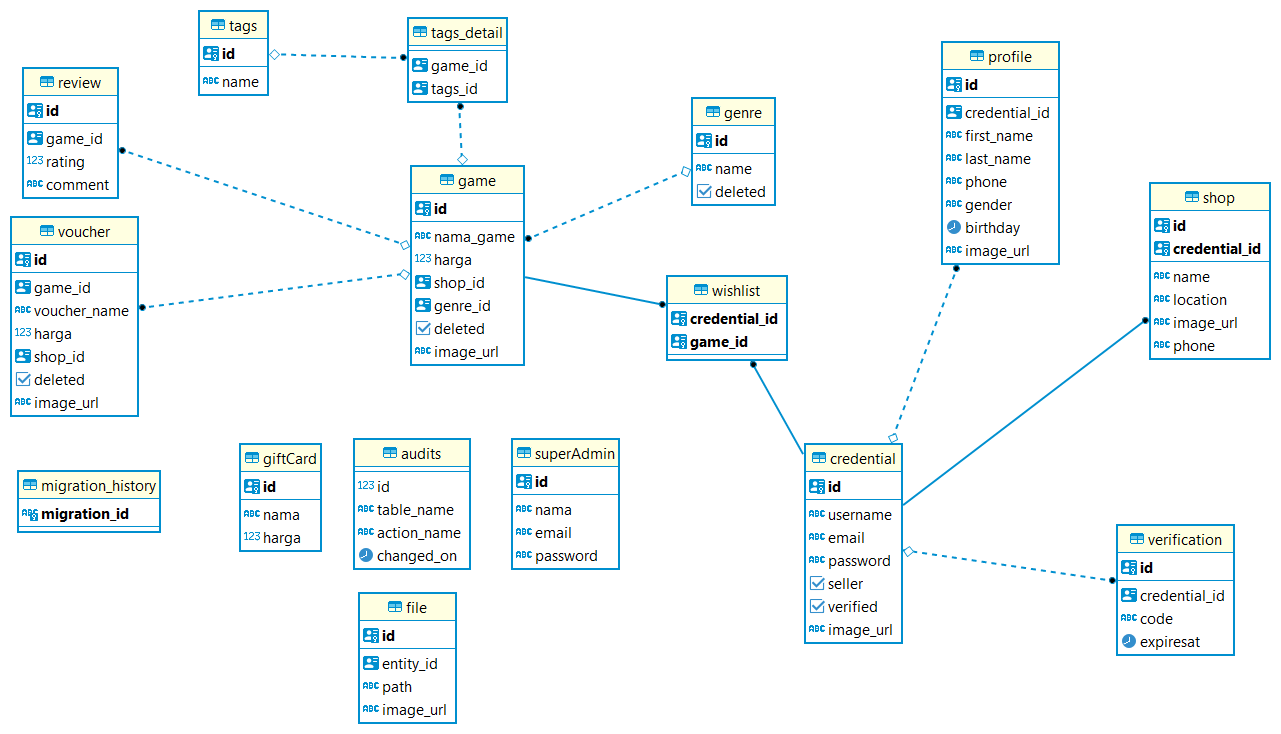 tags
id
name
tags_detail
game_id
tags_id
review
id
game_id
123 rating
ABC comment
genre
id
ABC name
deleted
profile
id
credential_id
ABC first_name
ABC last_name
ABC phone
ABC gender
birthday
ABC image_url
game
id
ABC nama_game
123 harga
shop_id
genre_id
deleted
ABC image_url
shop
id
credential_id
ABC name
ABC location
ABC image_url
ABC phone
voucher
id
game_id
ABC voucher_name
123 harga
shop_id
deleted
ABC image_url
wishlist
credential_id
game_id
migration_history
migration_id
giftCard
id
ABC nama
123 harga
audits
123 id
ABC table_name
ABC action_name
changed_on
superAdmin
id
ABC nama
ABC email
ABC password
credential
id
ABC username
ABC email
ABC password
seller
verified
ABC image_url
verification
id
credential_id
ABC code
expiresat
file
id
entity_id
ABC path
ABC image_url